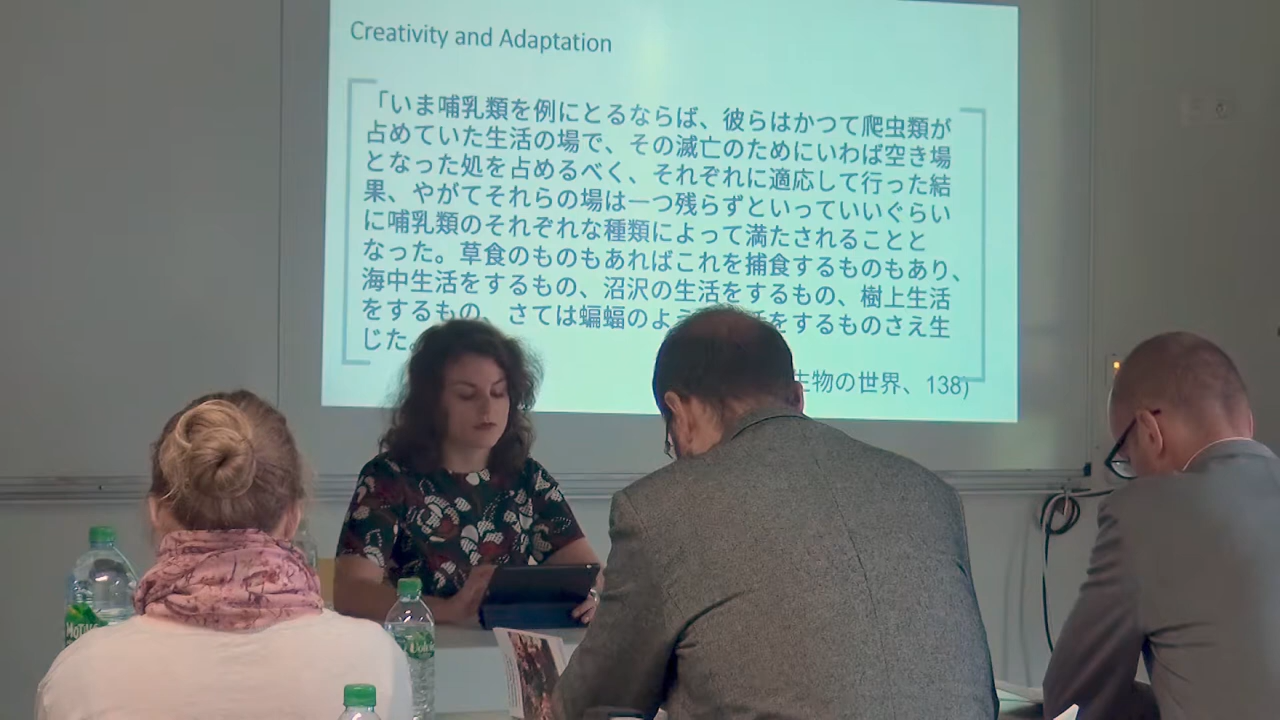 Creativity and Adaptation
「いま哺乳類を例にとるならば、彼らはかつて爬虫類が
占めていた生活の場で、その滅亡のためにいわば空き場
となった処を占めるべく、それぞれに適応して行った結
果、やがてそれらの場は一つ残らずといっていいぐらい
に哺乳類のそれぞれな種類によって満たされることと
なった。草食のものもあればこれを捕食するものもあり、
海中生活をするもの、沼沢の生活をするもの、樹上生活
をするもの、さては蝙蝠のよ 活をするものさえ生
じた。
生物の世界、138)